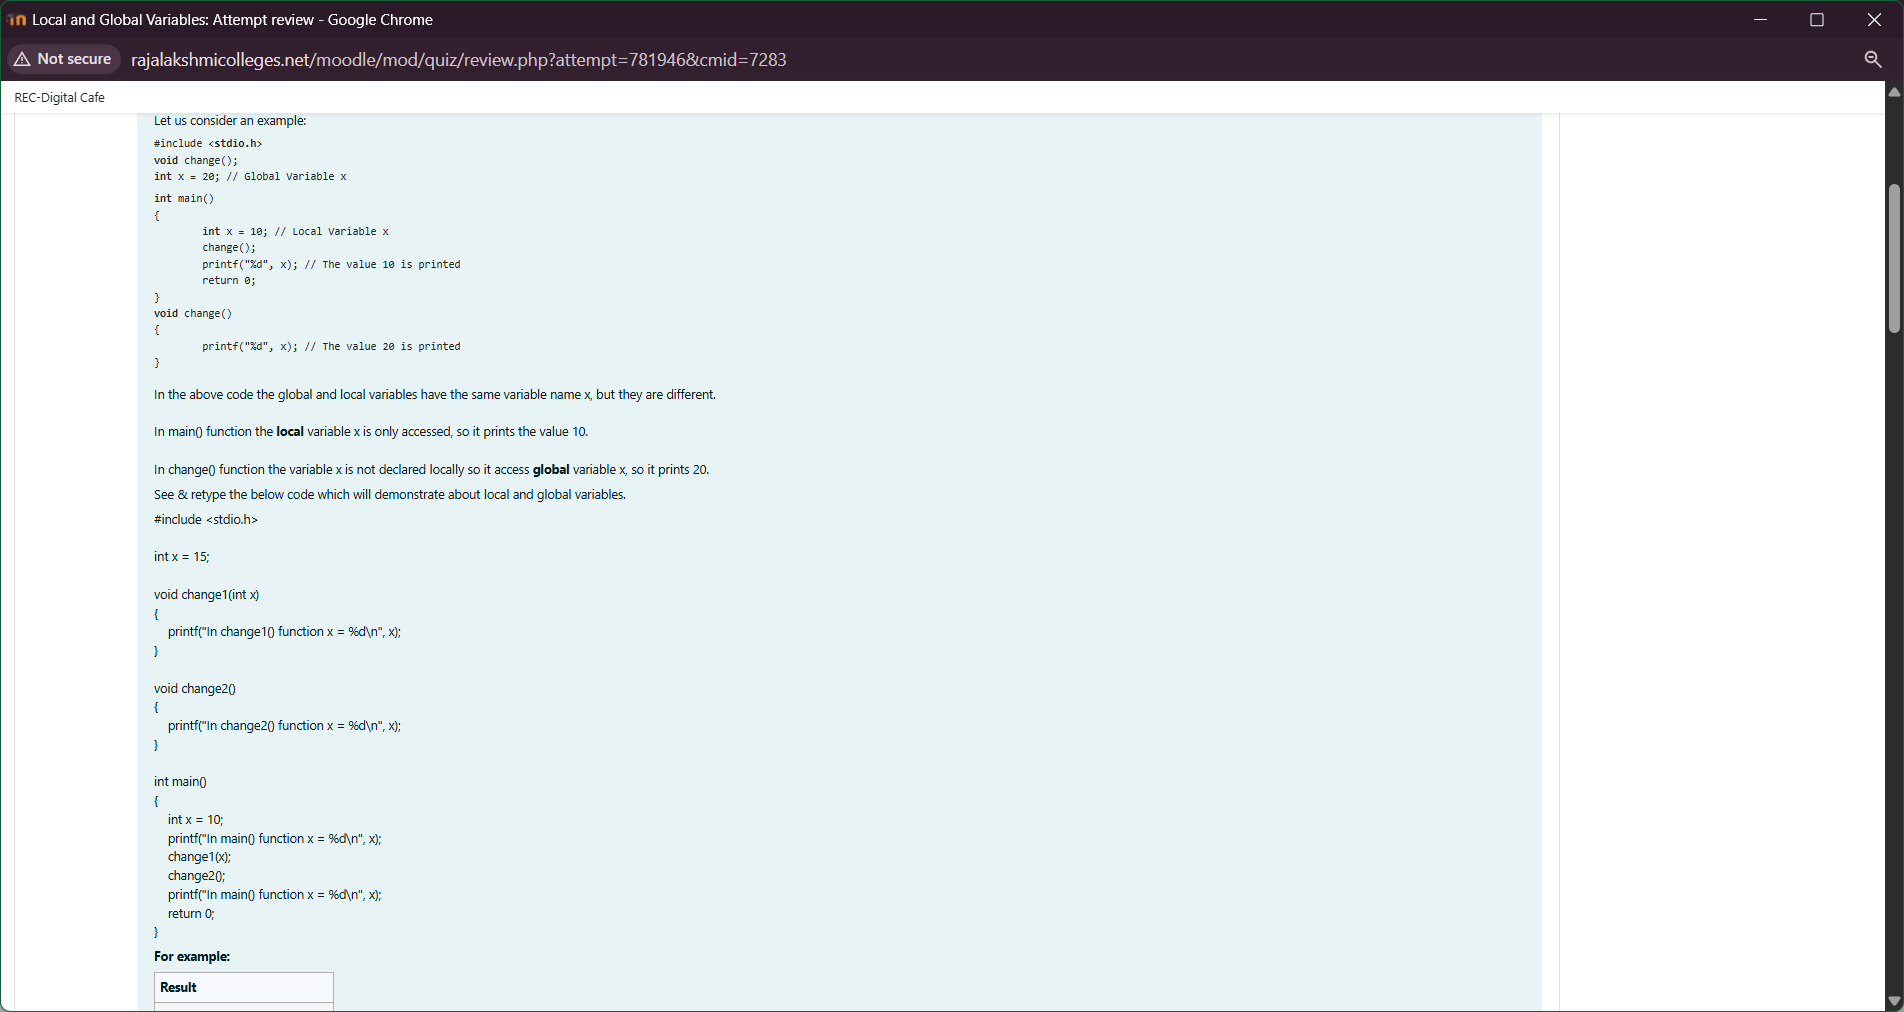 Local and Global Variables: Attempt review - Google Chrome
Not secure rajalakshmicolleges.net/moodle/mod/quiz/review.php?attempt=781946&cmid=7283
REC-Digital Cafe
Let us consider an example:
#include <stdio.h>
void change();
int x = 20; // Global Variable x
int main()
{
int x = 10; // Local Variable x
change();
printf("%d", x); // The value 10 is printed
return 0;
}
void change()
{
printf("%d", x); // The value 20 is printed
}
In the above code the global and local variables have the same variable name x, but they are different.
In main() function the local variable x is only accessed, so it prints the value 10.
In change() function the variable x is not declared locally so it access global variable x, so it prints 20.
See & retype the below code which will demonstrate about local and global variables.
#include <stdio.h>
int x = 15;
void change1(int x)
{
printf("In change1() function x = %d\n", x);
}
void change2()
{
printf("In change2() function x = %d\n", x);
}
int main()
{
int x = 10;
printf("In main() function x = %d\n", x);
change1(x);
change2();
printf("In main() function x = %d\n", x);
return 0;
}
For example:
Result